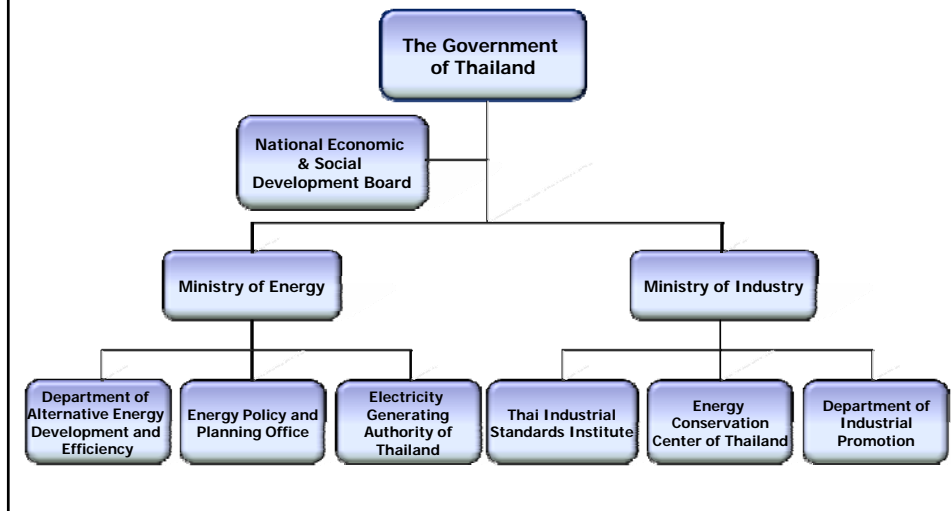 The Government
of Thailand
National Economic
& Social
Development Board
Ministry of Energy
Ministry of Industry
Department of
Alternative Energy
Development and
Efficiency
Energy Policy and
Planning Office
Electricity
Generating
Authority of
Thailand
Thai Industrial
Standards Institute
Energy
Conservation
Center of Thailand
Department of
Industrial
Promotion